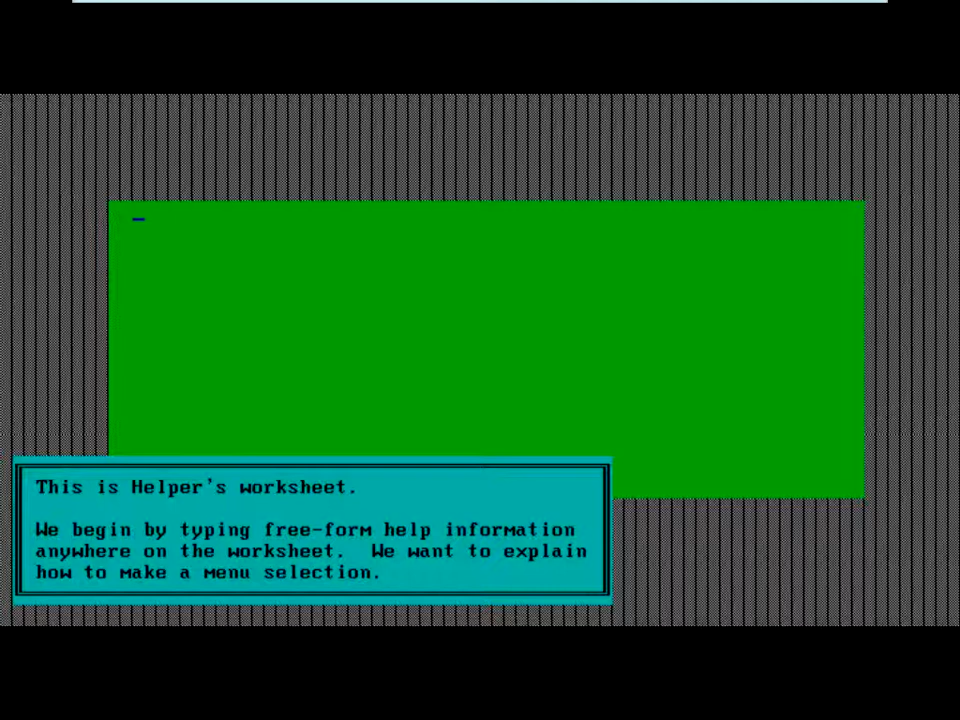 This is Helper's worksheet.
We begin by typing free-form help information
anywhere on the worksheet.  We want to explain
how to make a menu selection.